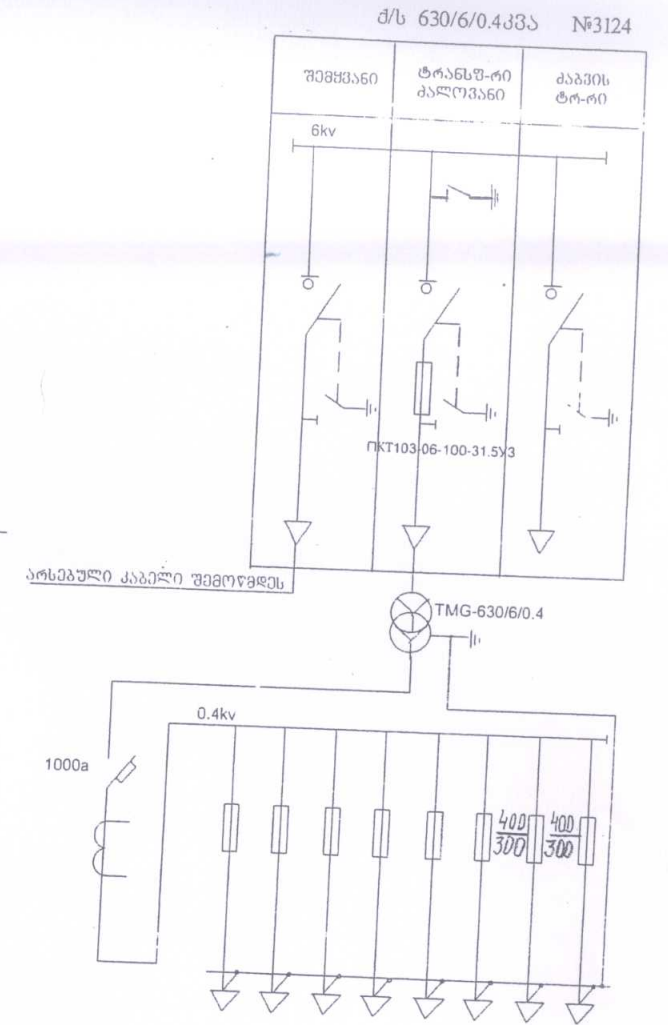 ქ/ს 630/6/0.4კვა №3124
შემყვანი
ტრანსფ-რი
ძალოვანი
ძაბვის
ტრ-რი
6kv
ПКТ103-06-100-31.5У3
არსებული კაბელი შემოწმდეს
TMG-630/6/0.4
0.4kv
1000a
400
300
400
300